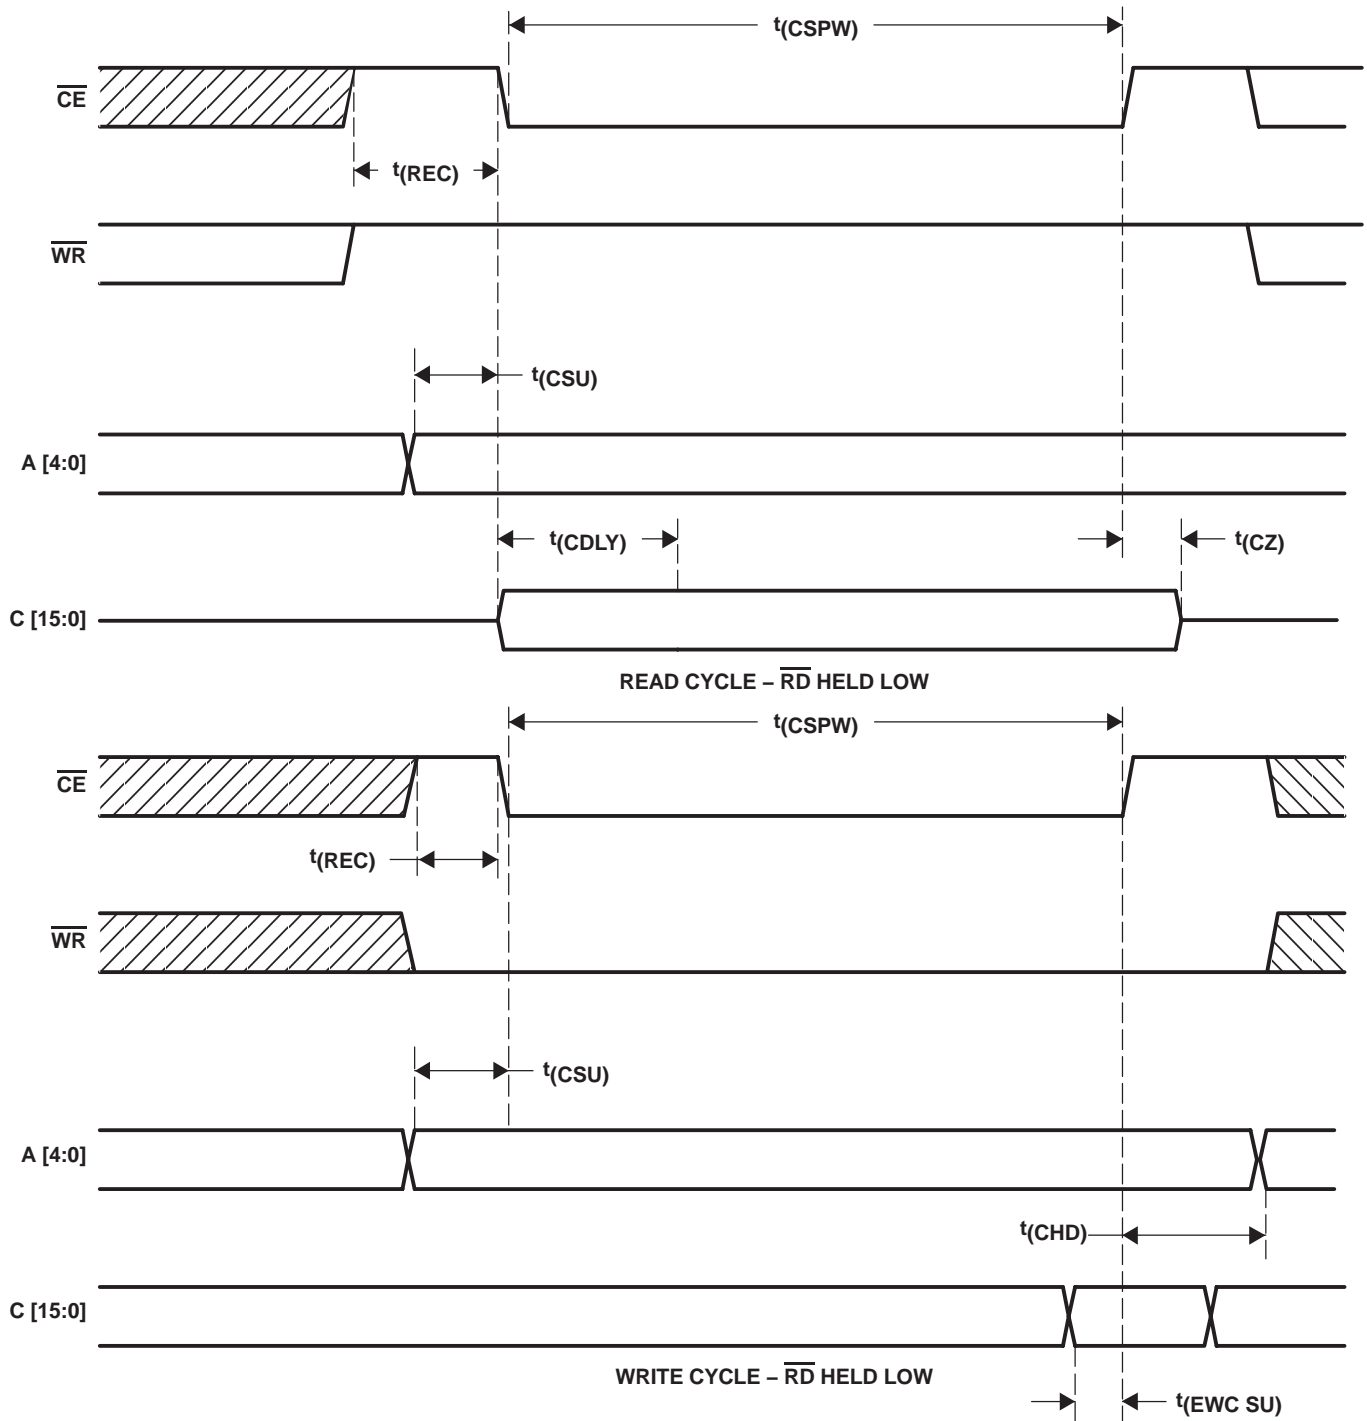 t(CSPW)
CE
t(REC)
WR
t(CSU)
A [4:0]
t(CDLY)
t(CZ)
C [15:0]
READ CYCLE – RD HELD LOW
t(CSPW)
CE
t(REC)
WR
t(CSU)
A [4:0]
t(CHD)
C [15:0]
WRITE CYCLE – RD HELD LOW
t(EWC SU)